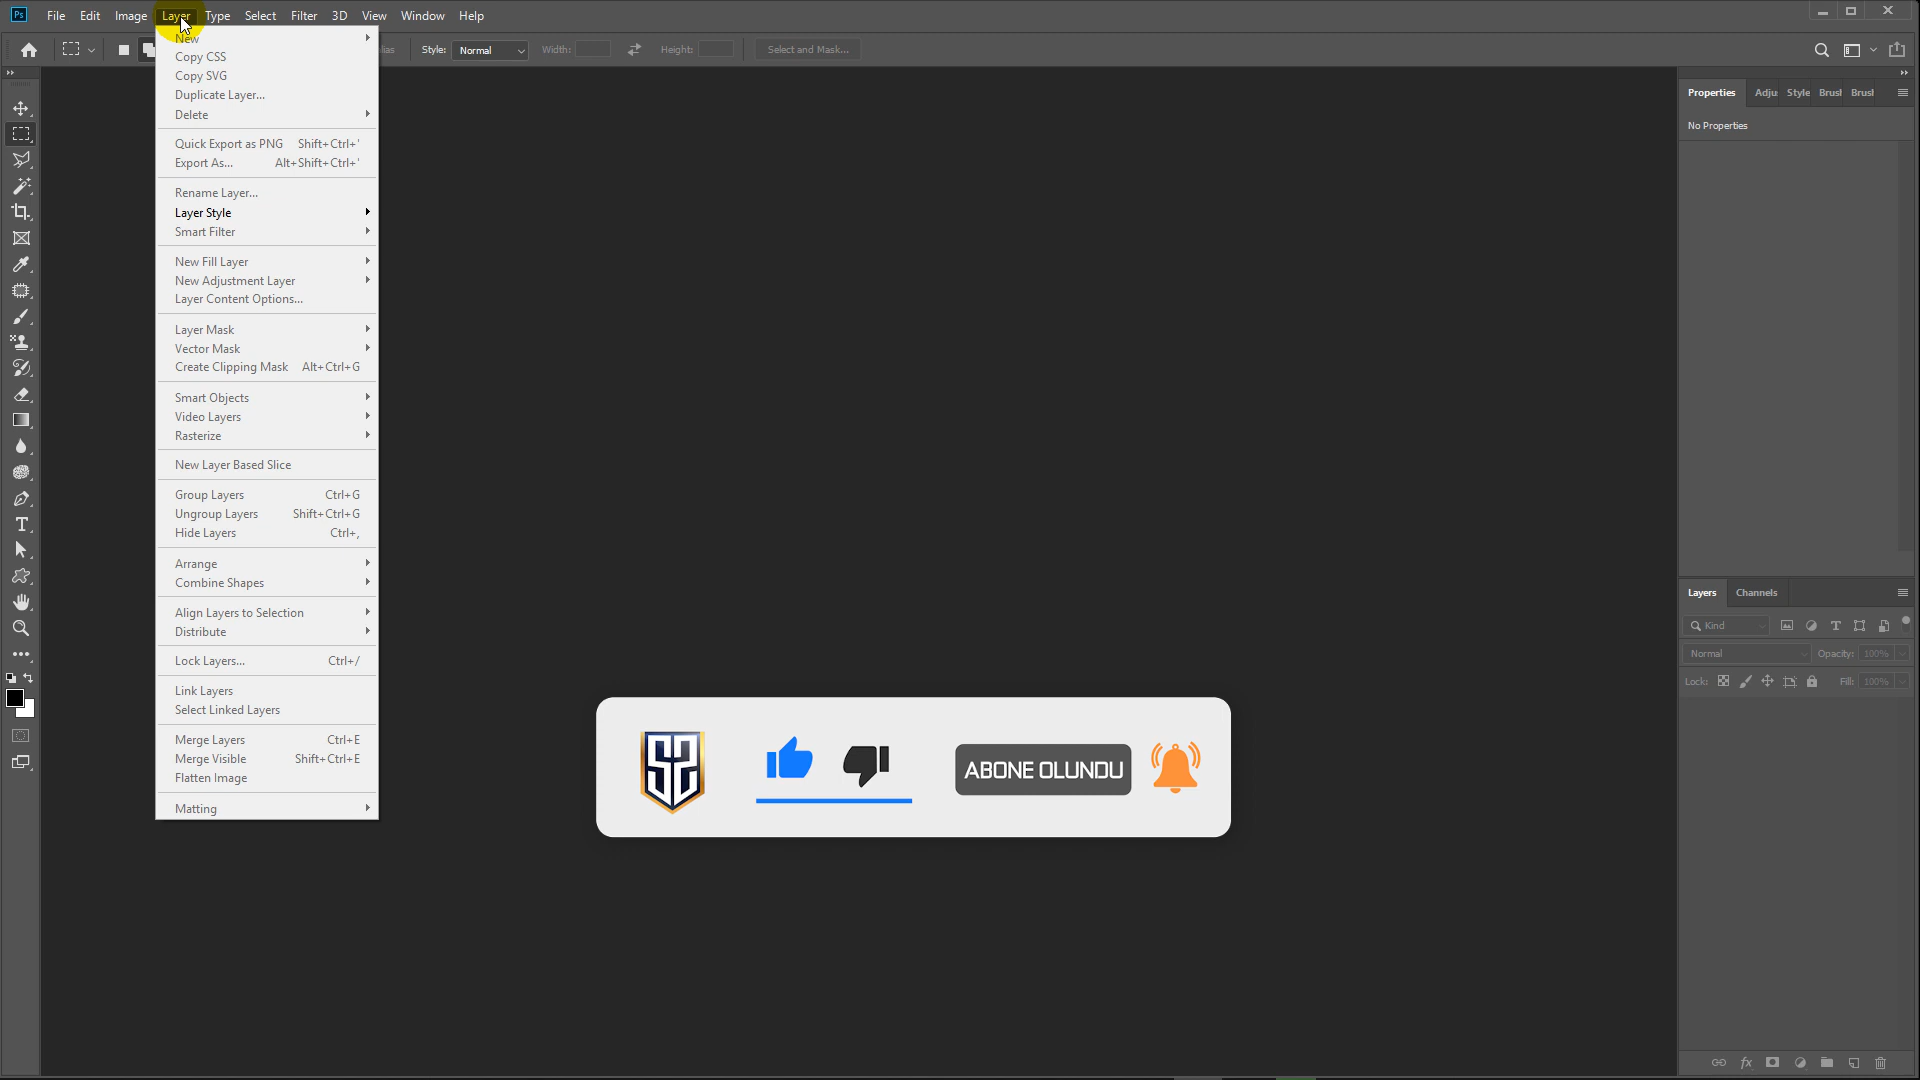 Ps File Edit Image Layer Type Select Filter 3D View Window Help
Style: Normal Width: Height: Select and Mask...
New
Copy CSS
Copy SVG
Duplicate Layer...
Delete
Quick Export as PNG Shift+Ctrl+'
Export As... Alt+Shift+Ctrl+'
Rename Layer...
Layer Style
Smart Filter
New Fill Layer
New Adjustment Layer
Layer Content Options...
Layer Mask
Vector Mask
Create Clipping Mask Alt+Ctrl+G
Smart Objects
Video Layers
Rasterize
New Layer Based Slice
Group Layers Ctrl+G
Ungroup Layers Shift+Ctrl+G
Hide Layers Ctrl+,
Arrange
Combine Shapes
Align Layers to Selection
Distribute
Lock Layers... Ctrl+/
Link Layers
Select Linked Layers
Merge Layers Ctrl+E
Merge Visible Shift+Ctrl+E
Flatten Image
Matting
ABONE OLUNDU
Properties Adju Style Brusl Brusl
No Properties
Layers Channels
Kind
Normal Opacity: 100%
Lock: Fill: 100%
fx